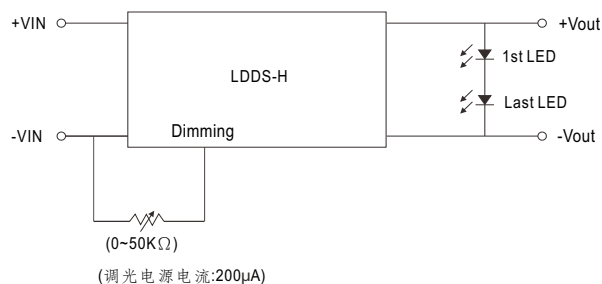 +VIN
+Vout
LDDS-H
1st LED
Last LED
Dimming
-VIN
-Vout
(0~50KΩ)
(调光电源电流:200µA)